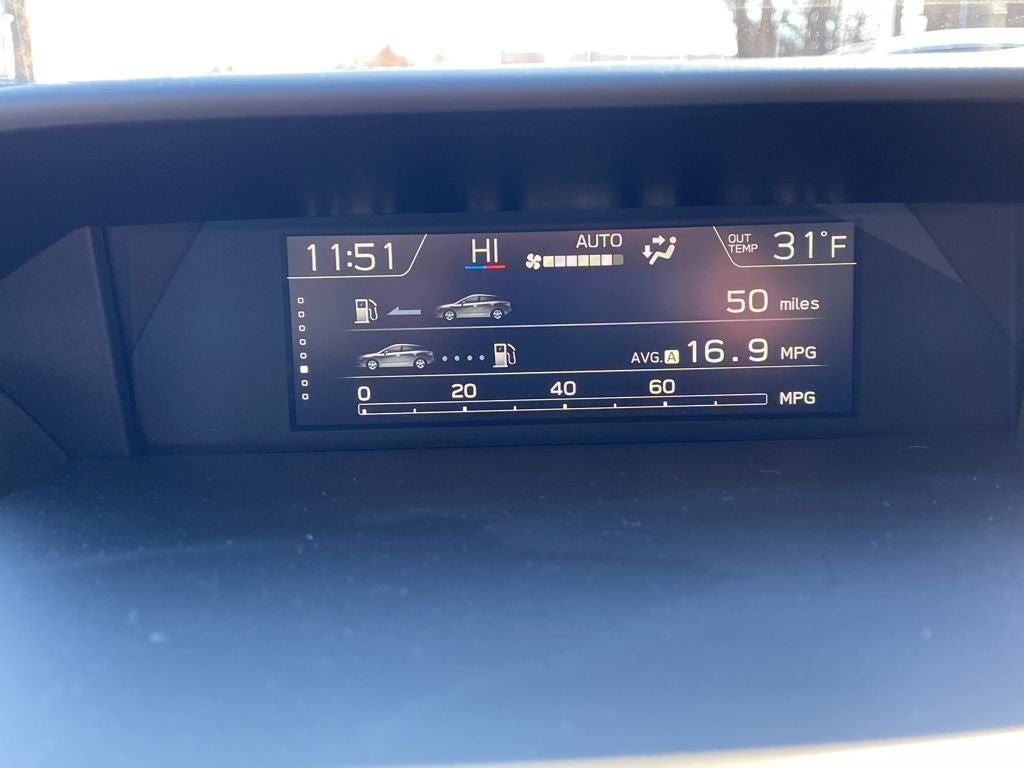 11:51 HI AUTO OUT TEMP 31°F
50 miles
AVG. A 16.9 MPG
0 20 40 60
MPG